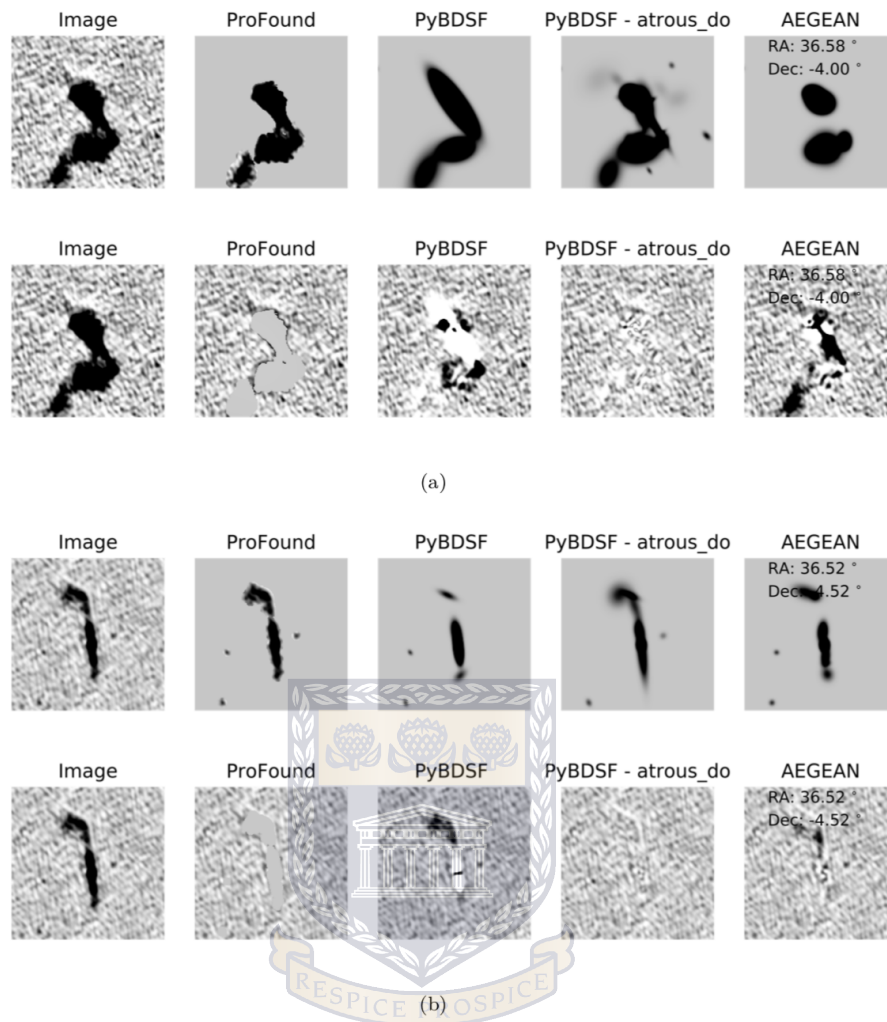 Image ProFound PyBDSF PyBDSF - atrous_do AEGEAN
RA: 36.58 °
Dec: -4.00 °
Image ProFound PyBDSF PyBDSF - atrous_do AEGEAN
RA: 36.58 °
Dec: -4.00 °
(a)
Image ProFound PyBDSF PyBDSF - atrous_do AEGEAN
RA: 36.52 °
Dec: -4.52 °
Image ProFound PyBDSF PyBDSF - atrous_do AEGEAN
RA: 36.52 °
Dec: -4.52 °
RESPICE PROSPICE
(b)